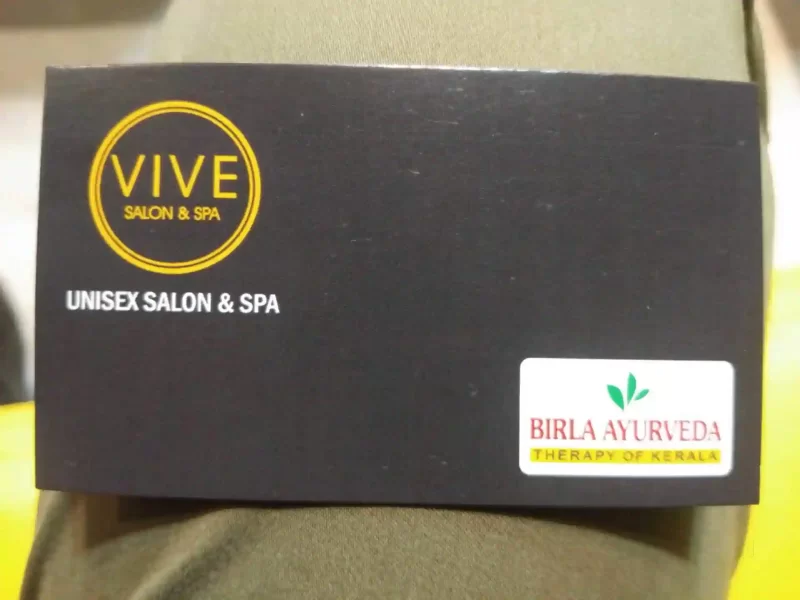 VIVE
SALON & SPA
UNISEX SALON & SPA
BIRLA AYURVEDA
THERAPY OF KERALA